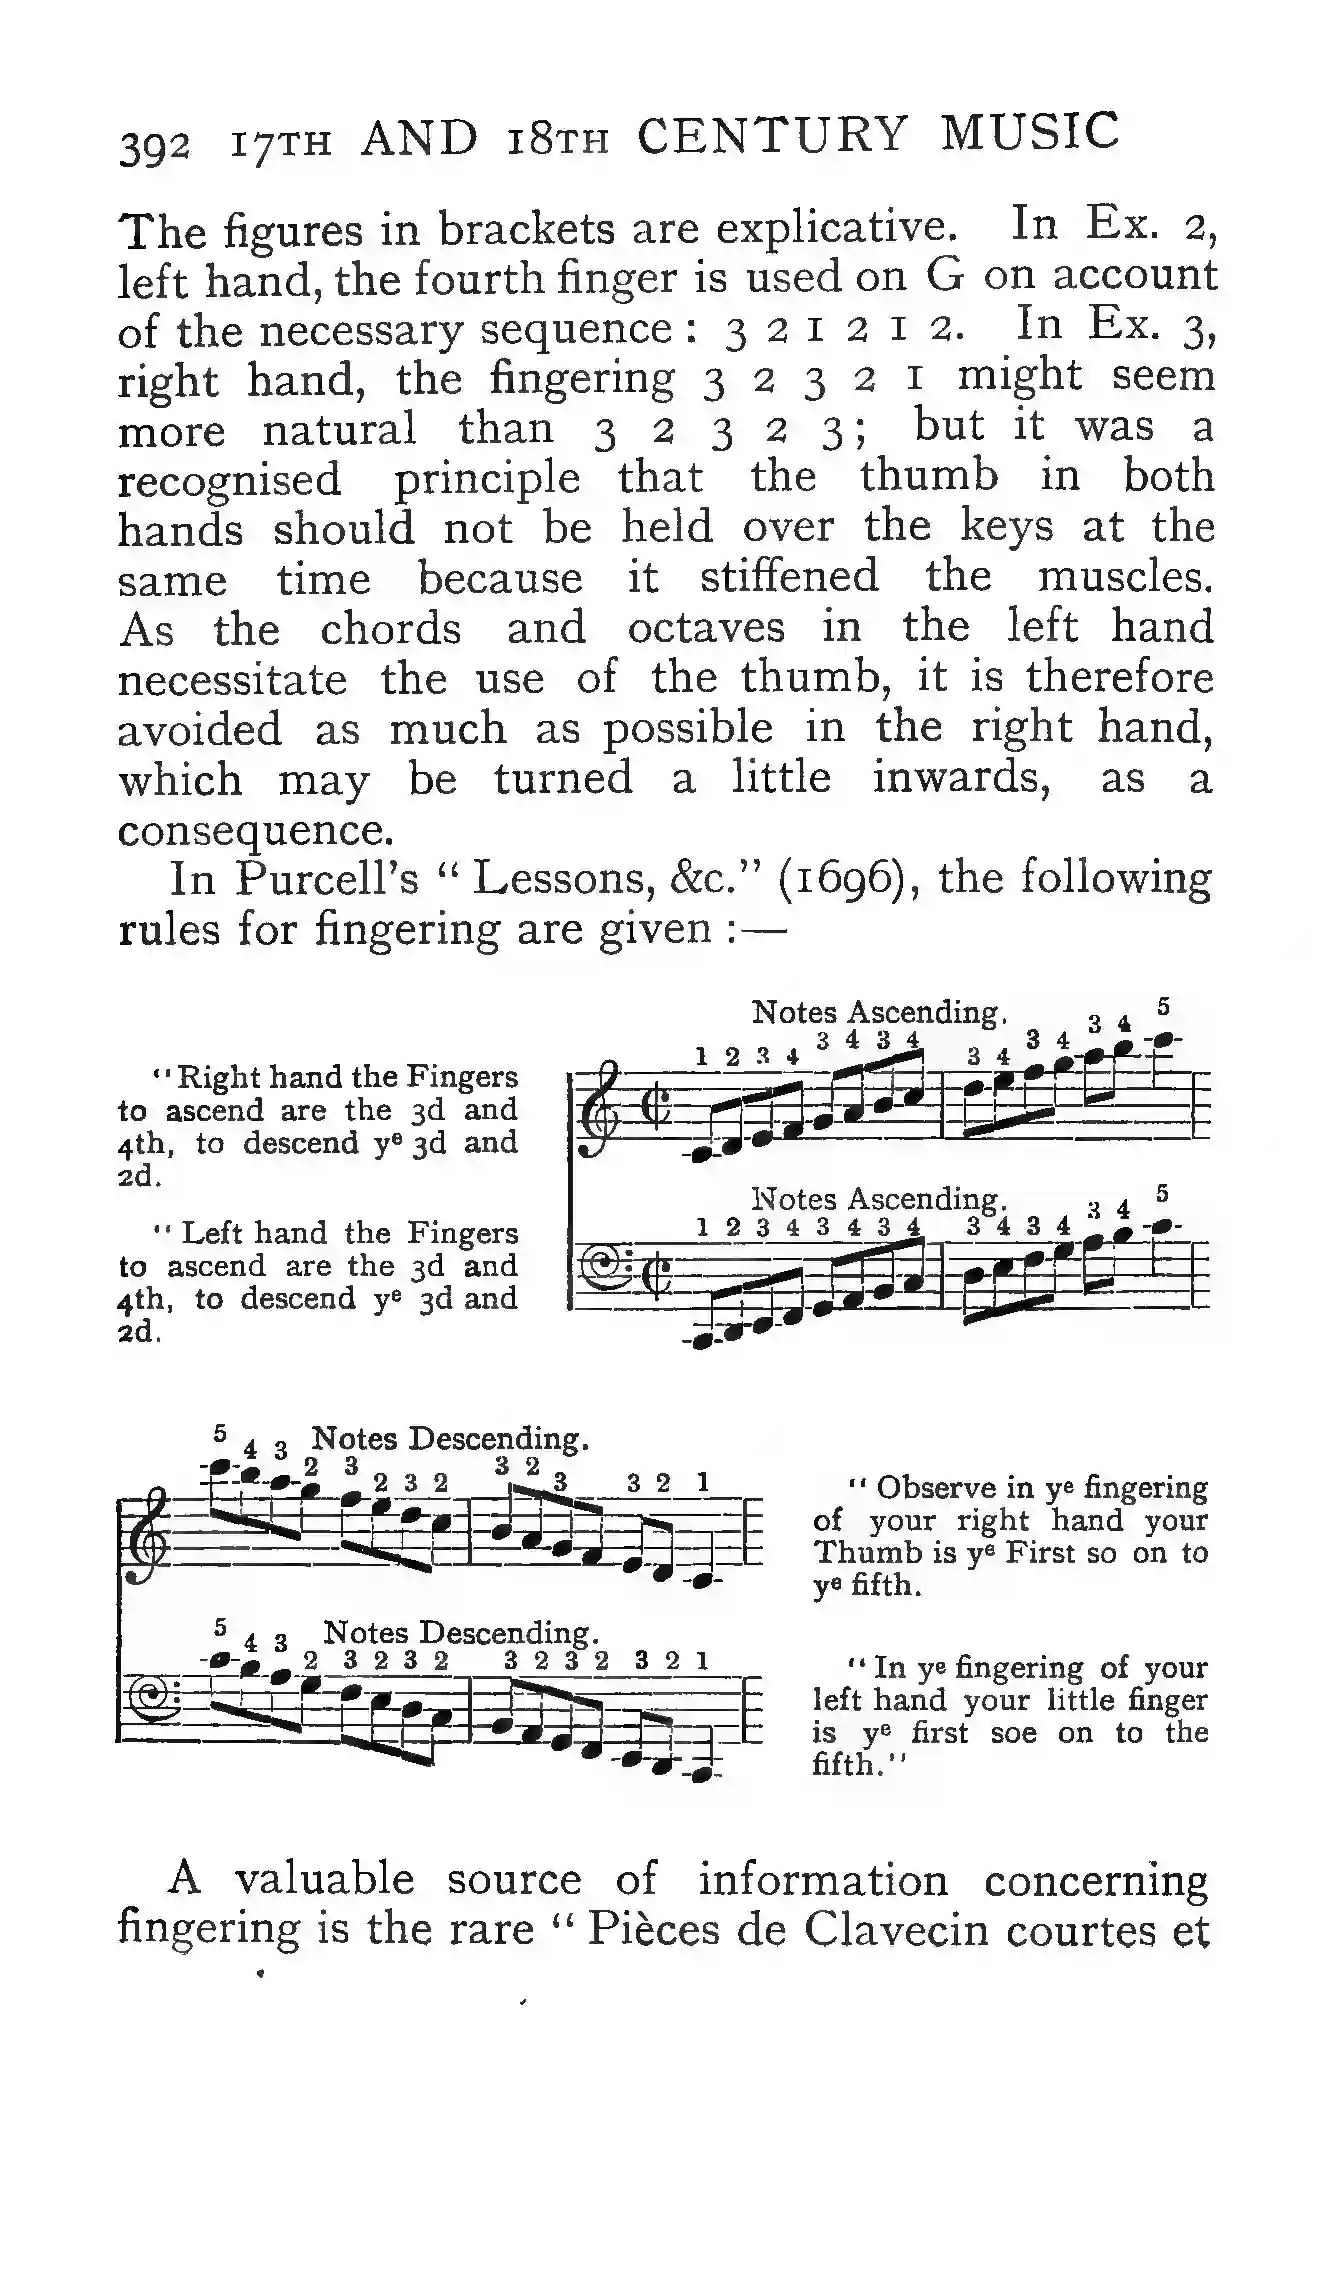 392 17TH AND 18TH CENTURY MUSIC
The figures in brackets are explicative. In Ex. 2,
left hand, the fourth finger is used on G on account
of the necessary sequence : 3 2 1 2 1 2. In Ex. 3,
right hand, the fingering 3 2 3 2 1 might seem
more natural than 3 2 3 2 3; but it was a
recognised principle that the thumb in both
hands should not be held over the keys at the
same time because it stiffened the muscles.
As the chords and octaves in the left hand
necessitate the use of the thumb, it is therefore
avoided as much as possible in the right hand,
which may be turned a little inwards, as a
consequence.
In Purcell's “ Lessons, &c.” (1696), the following
rules for fingering are given :—
“Right hand the Fingers
to ascend are the 3d and
4th, to descend yᵉ 3d and
2d.
“ Left hand the Fingers
to ascend are the 3d and
4th, to descend yᵉ 3d and
2d.
Notes Ascending.
1 2 3 4 3 4 3 4 3 4 3 4 3 4 5
Notes Ascending.
1 2 3 4 3 4 3 4 3 4 3 4 3 4 5
Notes Descending.
5 4 3 2 3 2 3 2 3 2 3 3 2 1
Notes Descending.
5 4 3 2 3 2 3 2 3 2 3 2 3 2 1
“ Observe in yᵉ fingering
of your right hand your
Thumb is yᵉ First so on to
yᵉ fifth.
“ In yᵉ fingering of your
left hand your little finger
is yᵉ first soe on to the
fifth.”
A valuable source of information concerning
fingering is the rare “ Pièces de Clavecin courtes et